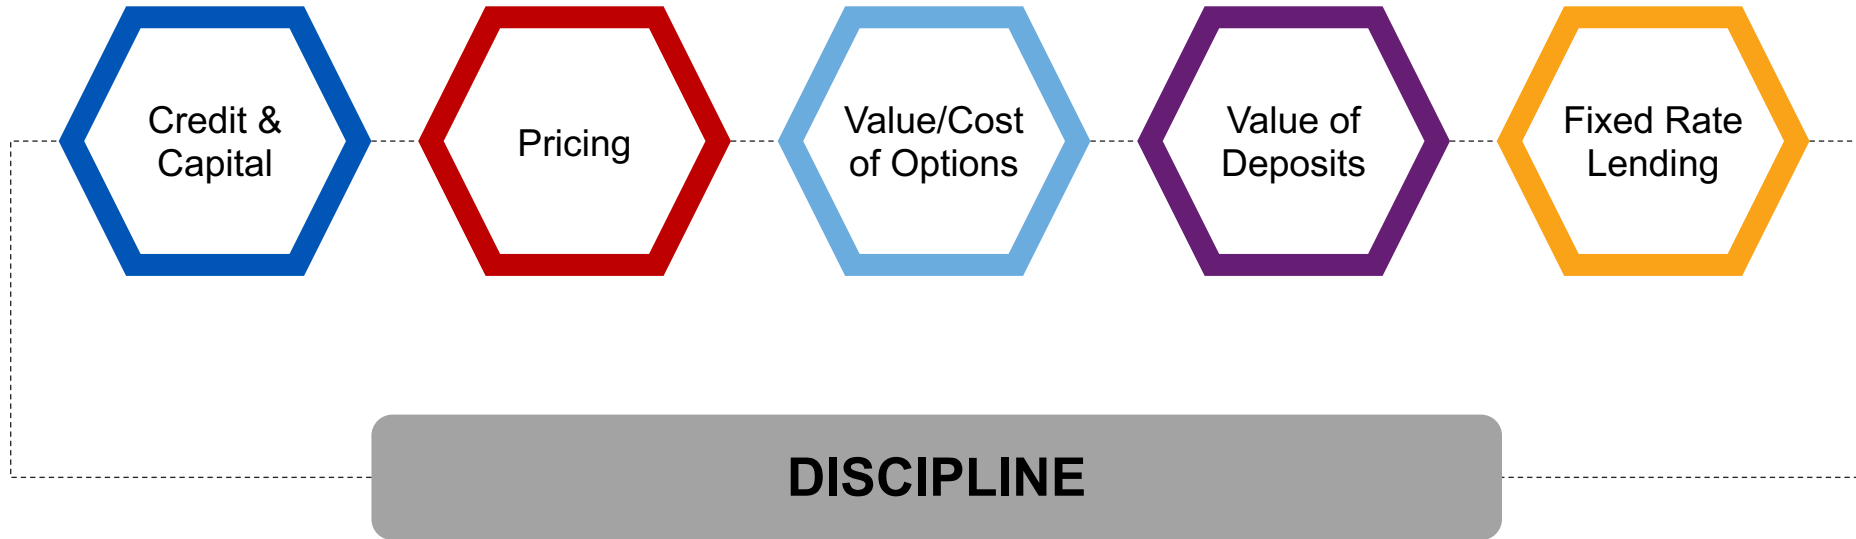 Credit &
Capital
Pricing
Value/Cost
of Options
Value of
Deposits
Fixed Rate
Lending
DISCIPLINE